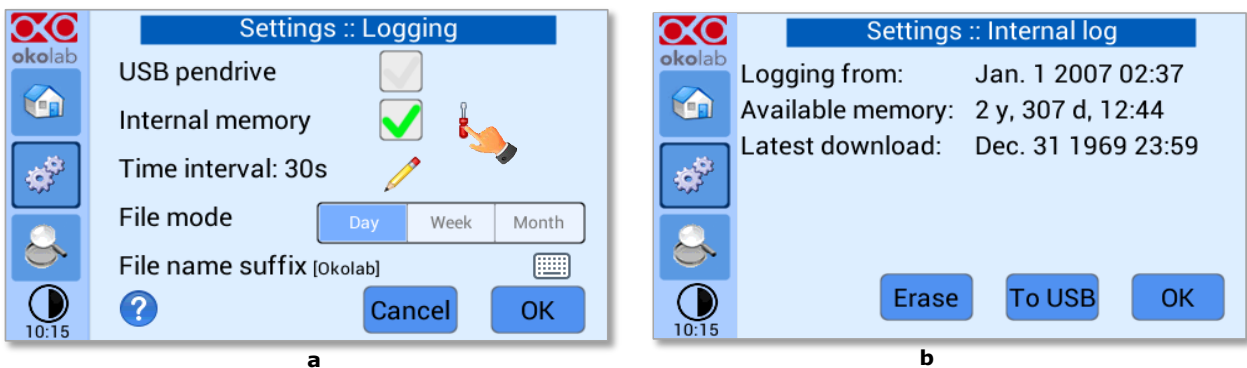 okolab
Settings :: Logging
USB pendrive
Internal memory
Time interval: 30s
File mode
Day
Week
Month
File name suffix [Okolab]
?
Cancel
OK
10:15
a
okolab
Settings :: Internal log
Logging from: Jan. 1 2007 02:37
Available memory: 2 y, 307 d, 12:44
Latest download: Dec. 31 1969 23:59
Erase
To USB
OK
10:15
b